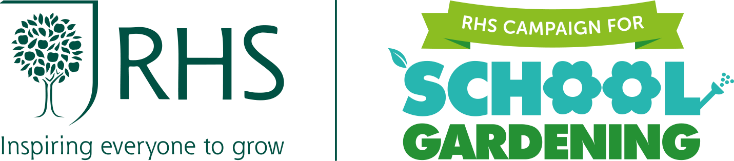 RHS
Inspiring everyone to grow
RHS CAMPAIGN FOR
SCHOOL
GARDENING